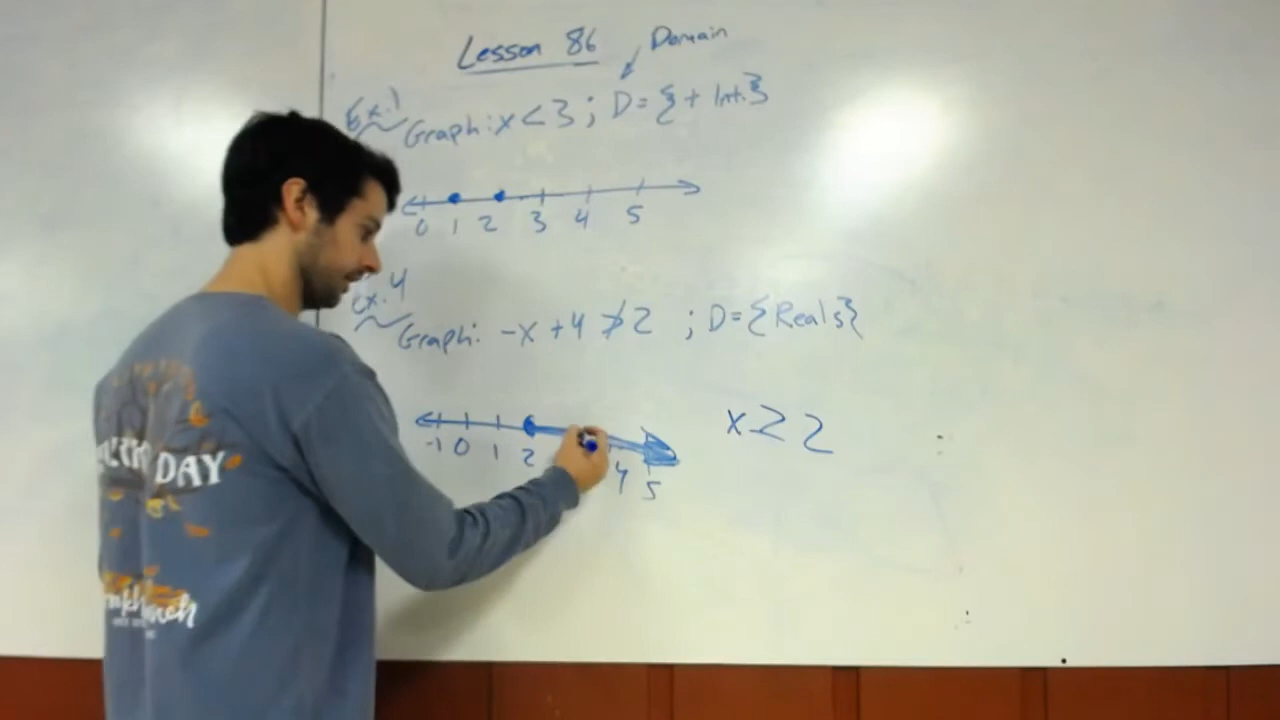 Lesson 86
Domain
Ex.1
Graph: x < 3 ; D = {+ Int.}
0 1 2 3 4 5
Ex. 4
Graph: -x + 4 ≯ 2 ; D = {Reals}
-1 0 1 2 4 5
x ≥ 2
DAY